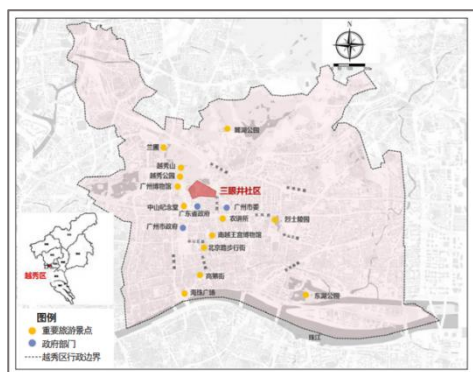 麓湖公园
兰圃
越秀山
越秀公园
广州博物馆
三眼井社区
中山纪念堂
广东省政府
广州市委
农讲所
烈士陵园
广州市政府
南越王宫博物馆
北京路步行街
高第街
海珠广场
东湖公园
珠江
越秀区
图例
重要旅游景点
政府部门
越秀区行政边界